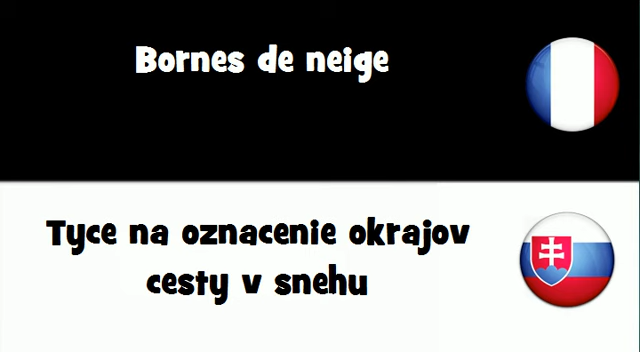 Bornes de neige
Tyce na oznacenie okrajov
cesty v snehu